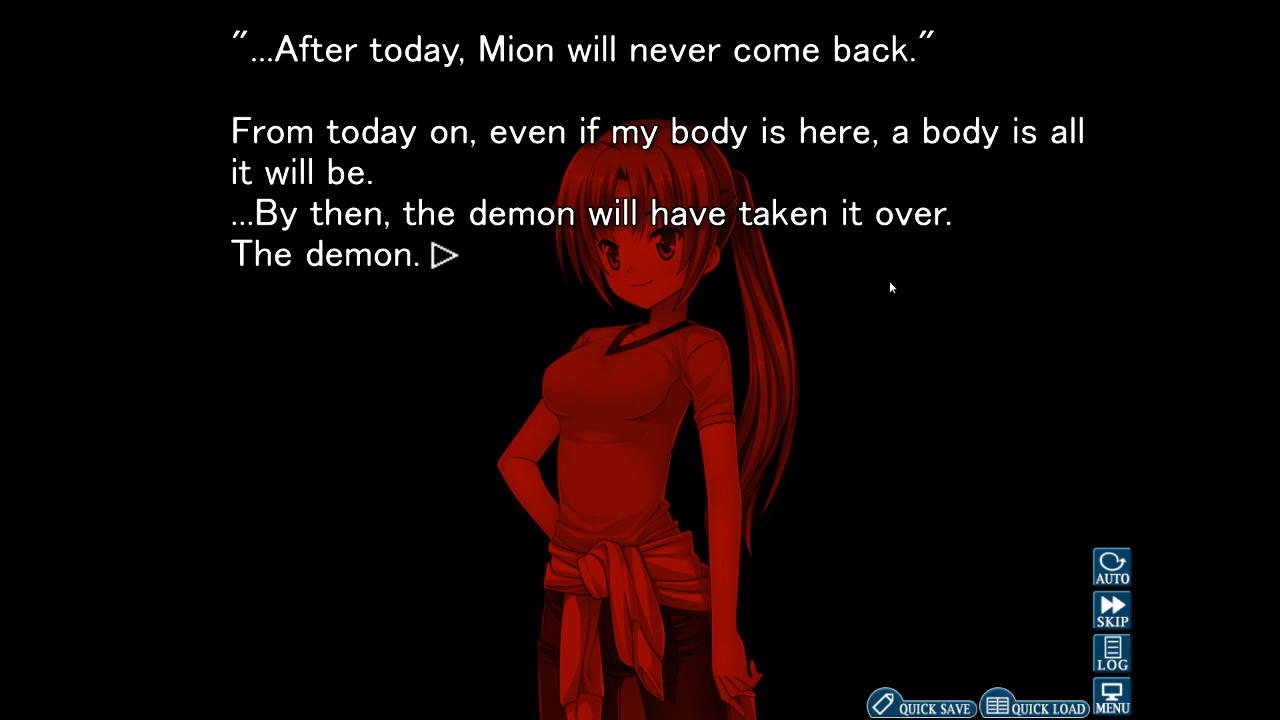 "...After today, Mion will never come back."
From today on, even if my body is here, a body is all
it will be.
...By then, the demon will have taken it over.
The demon.
AUTO
SKIP
LOG
QUICK SAVE
QUICK LOAD
MENU